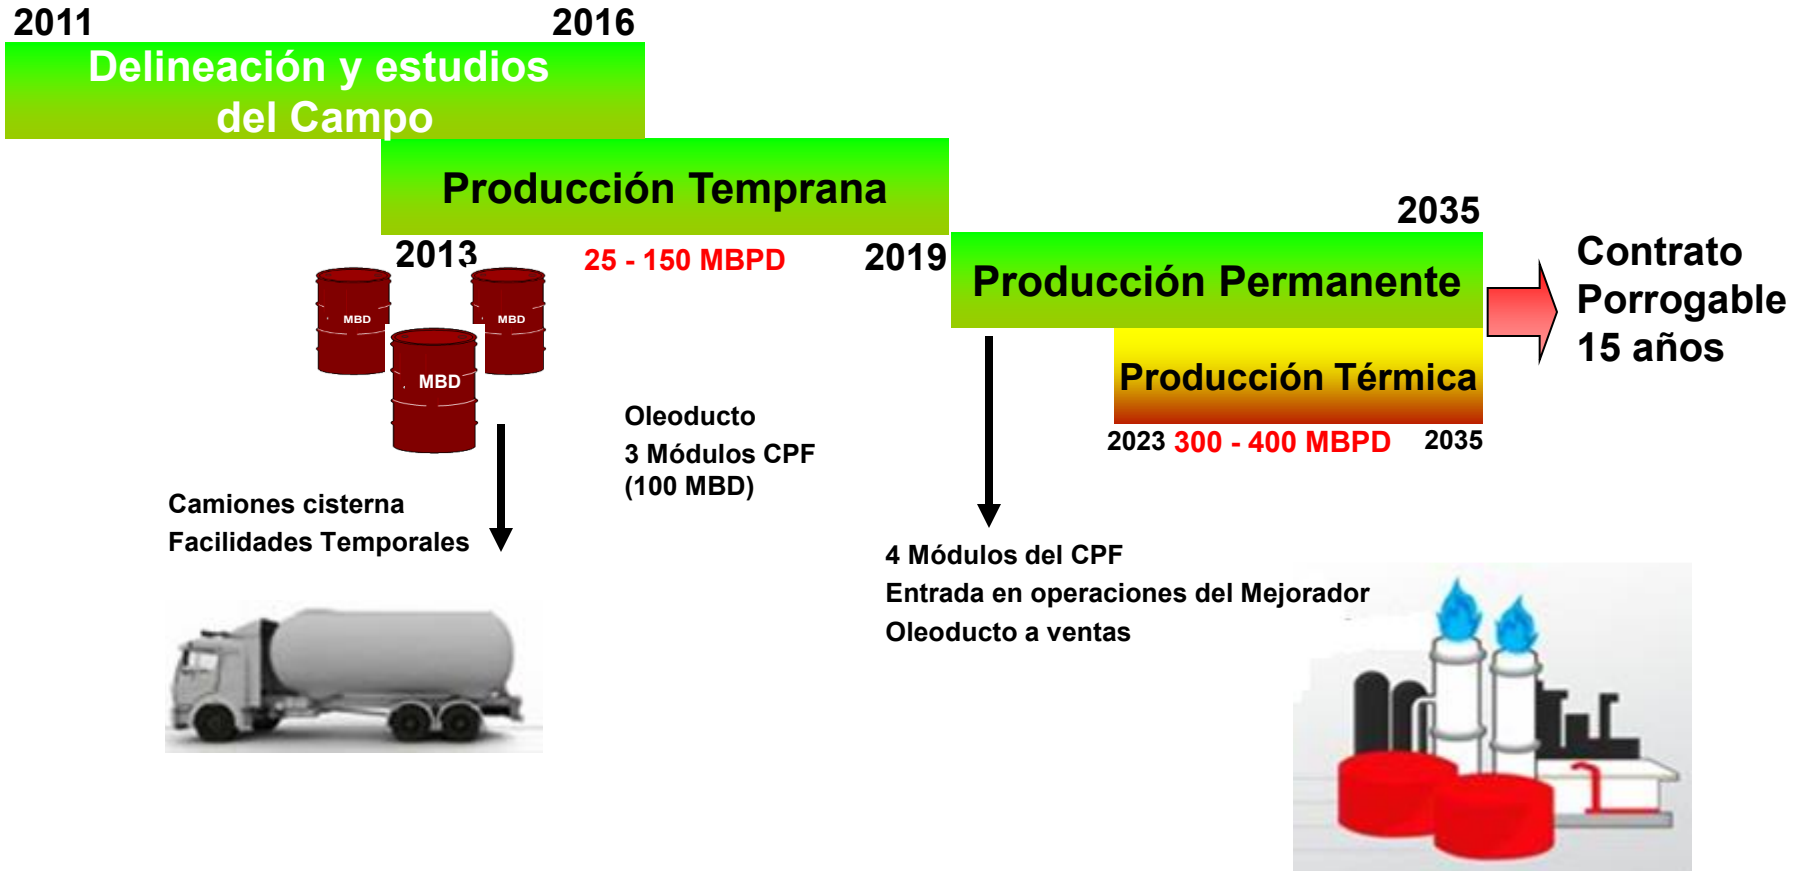 2011
2016
Delineación y estudios
del Campo
Producción Temprana
2013
25 - 150 MBPD
2019
2035
Producción Permanente
Contrato
Porrogable
15 años
Producción Térmica
2023
300 - 400 MBPD
2035
MBD
MBD
MBD
Oleoducto
3 Módulos CPF
(100 MBD)
Camiones cisterna
Facilidades Temporales
4 Módulos del CPF
Entrada en operaciones del Mejorador
Oleoducto a ventas